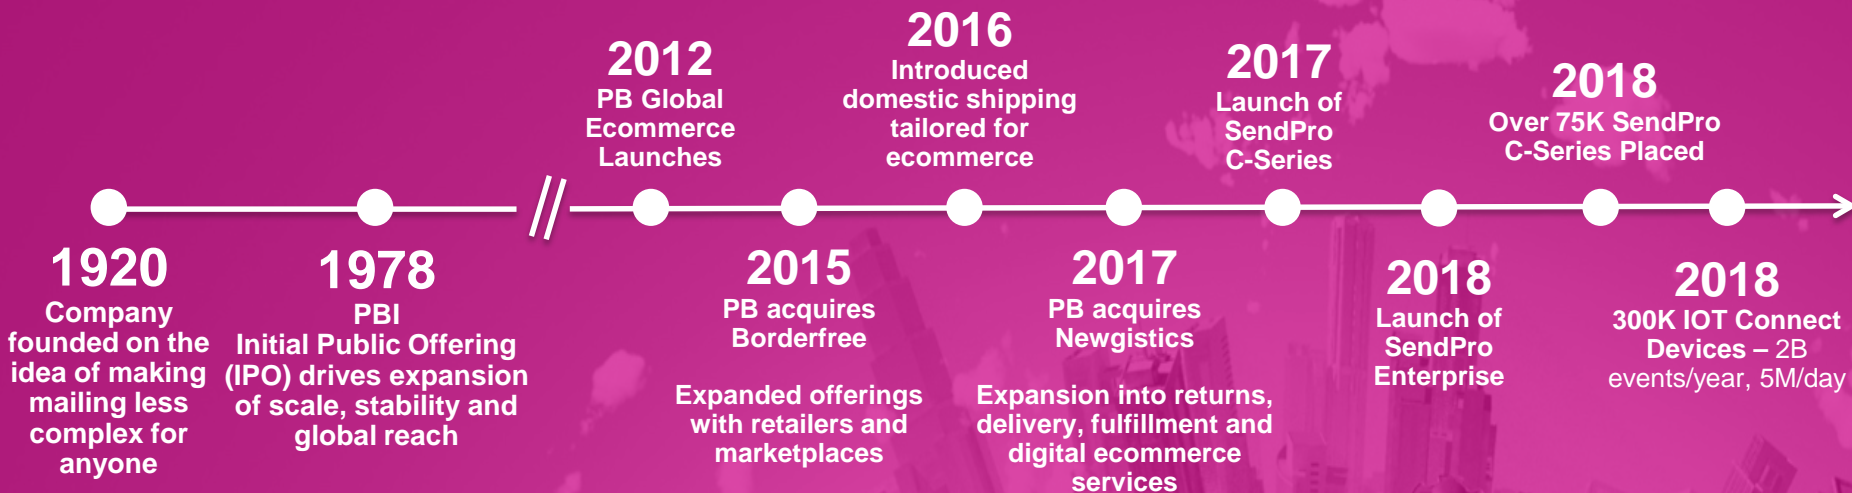 1920
Company
founded on the
idea of making
mailing less
complex for
anyone
1978
PBI
Initial Public Offering
(IPO) drives expansion
of scale, stability and
global reach
2012
PB Global
Ecommerce
Launches
2015
PB acquires
Borderfree
Expanded offerings
with retailers and
marketplaces
2016
Introduced
domestic shipping
tailored for
ecommerce
2017
PB acquires
Newgistics
Expansion into returns,
delivery, fulfillment and
digital ecommerce
services
2017
Launch of
SendPro
C-Series
2018
Launch of
SendPro
Enterprise
2018
Over 75K SendPro
C-Series Placed
2018
300K IOT Connect
Devices – 2B
events/year, 5M/day